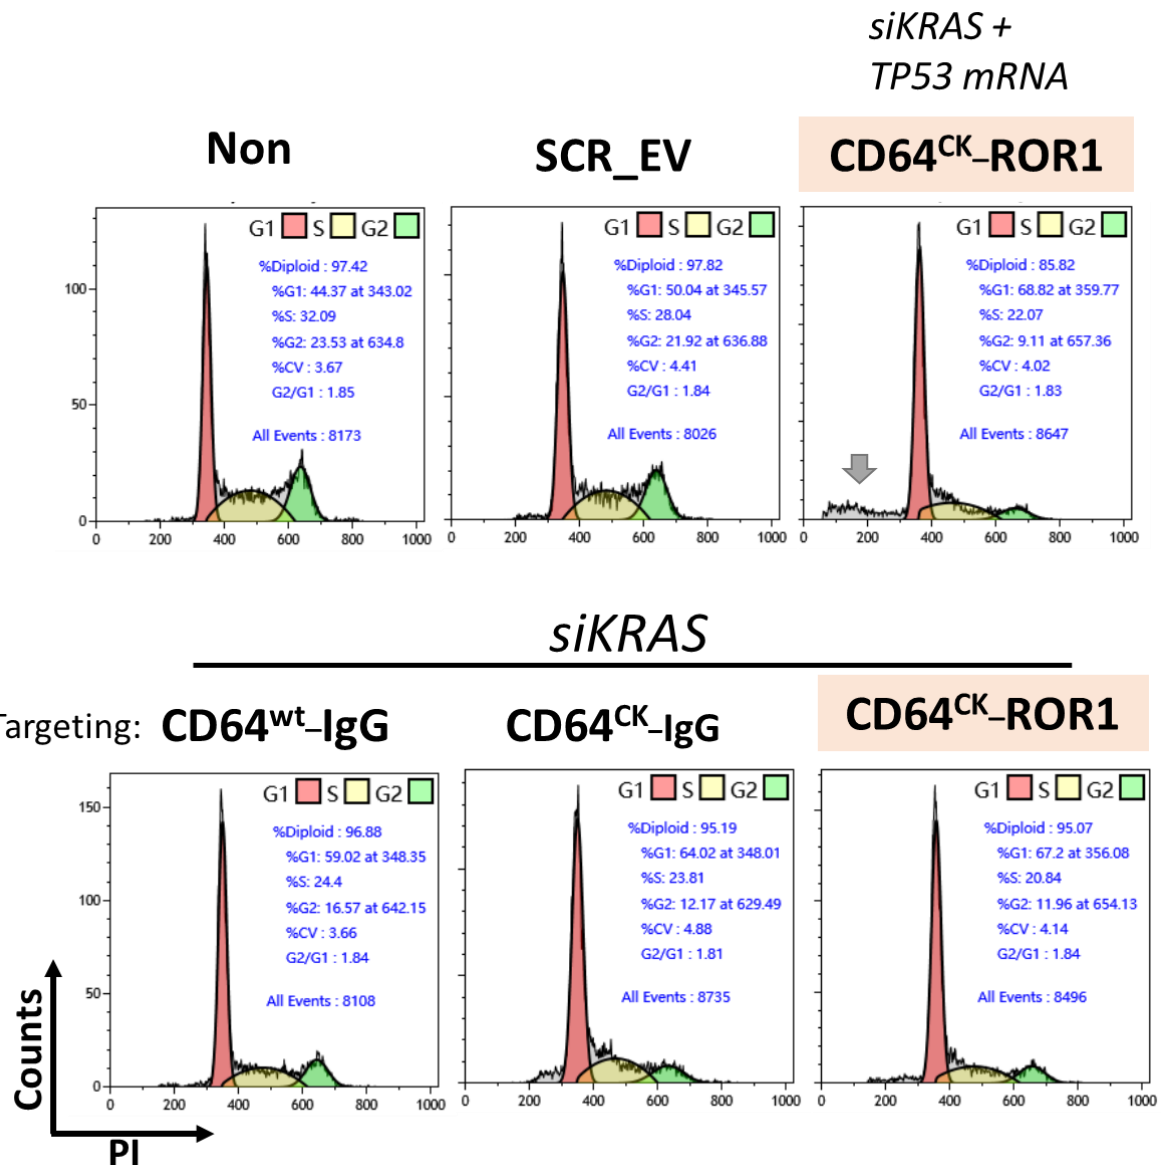 siKRAS +
TP53 mRNA
Non
SCR_EV
CD64CK–ROR1
G1 S G2
%Diploid : 97.42
%G1: 44.37 at 343.02
%S: 32.09
%G2: 23.53 at 634.8
%CV : 3.67
G2/G1 : 1.85
All Events : 8173
100
50
0
0 200 400 600 800 1000
G1 S G2
%Diploid : 97.82
%G1: 50.04 at 345.57
%S: 28.04
%G2: 21.92 at 636.88
%CV : 4.41
G2/G1 : 1.84
All Events : 8026
0 200 400 600 800 1000
G1 S G2
%Diploid : 85.82
%G1: 68.82 at 359.77
%S: 22.07
%G2: 9.11 at 657.36
%CV : 4.02
G2/G1 : 1.83
All Events : 8647
0 200 400 600 800 1000
siKRAS
Targeting:
CD64wt–IgG
CD64CK–IgG
CD64CK–ROR1
G1 S G2
%Diploid : 96.88
%G1: 59.02 at 348.35
%S: 24.4
%G2: 16.57 at 642.15
%CV : 3.66
G2/G1 : 1.84
All Events : 8108
150
100
50
0
0 200 400 600 800 1000
G1 S G2
%Diploid : 95.19
%G1: 64.02 at 348.01
%S: 23.81
%G2: 12.17 at 629.49
%CV : 4.88
G2/G1 : 1.81
All Events : 8735
0 200 400 600 800 1000
G1 S G2
%Diploid : 95.07
%G1: 67.2 at 356.08
%S: 20.84
%G2: 11.96 at 654.13
%CV : 4.14
G2/G1 : 1.84
All Events : 8496
0 200 400 600 800 1000
Counts
PI